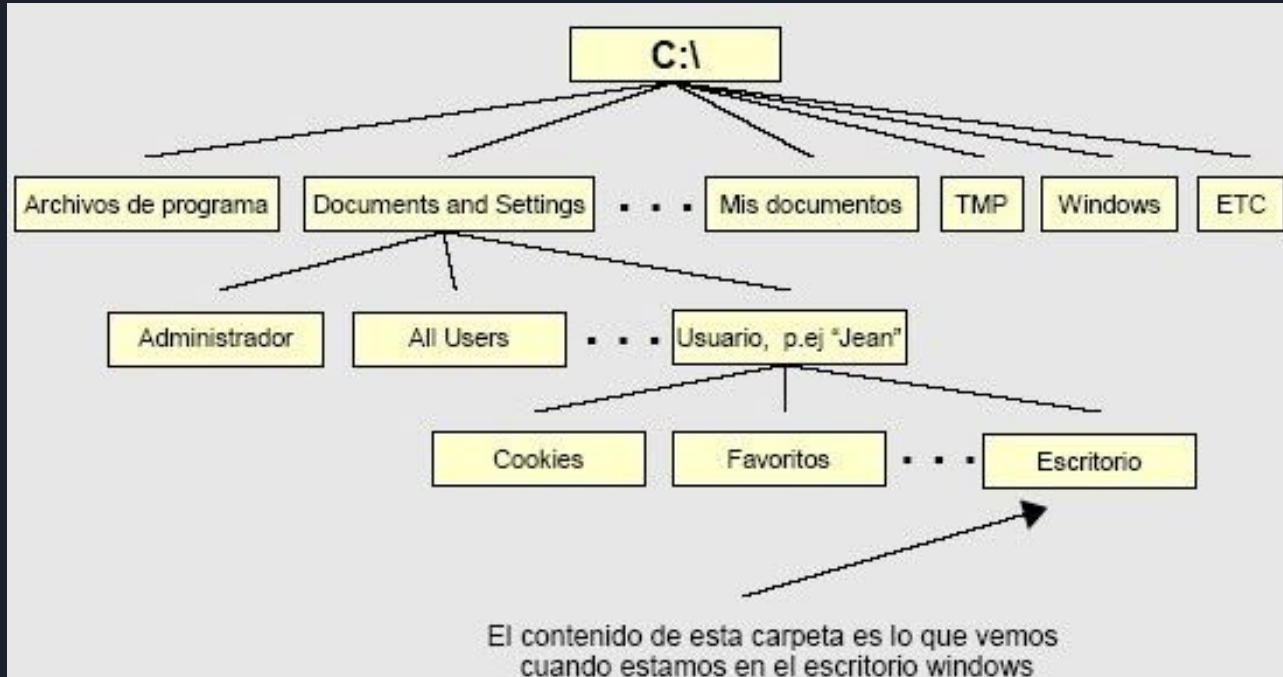 C:\
Archivos de programa
Documents and Settings
. . .
Mis documentos
TMP
Windows
ETC
Administrador
All Users
. . .
Usuario, p.ej “Jean”
Cookies
Favoritos
. . .
Escritorio
El contenido de esta carpeta es lo que vemos
cuando estamos en el escritorio windows